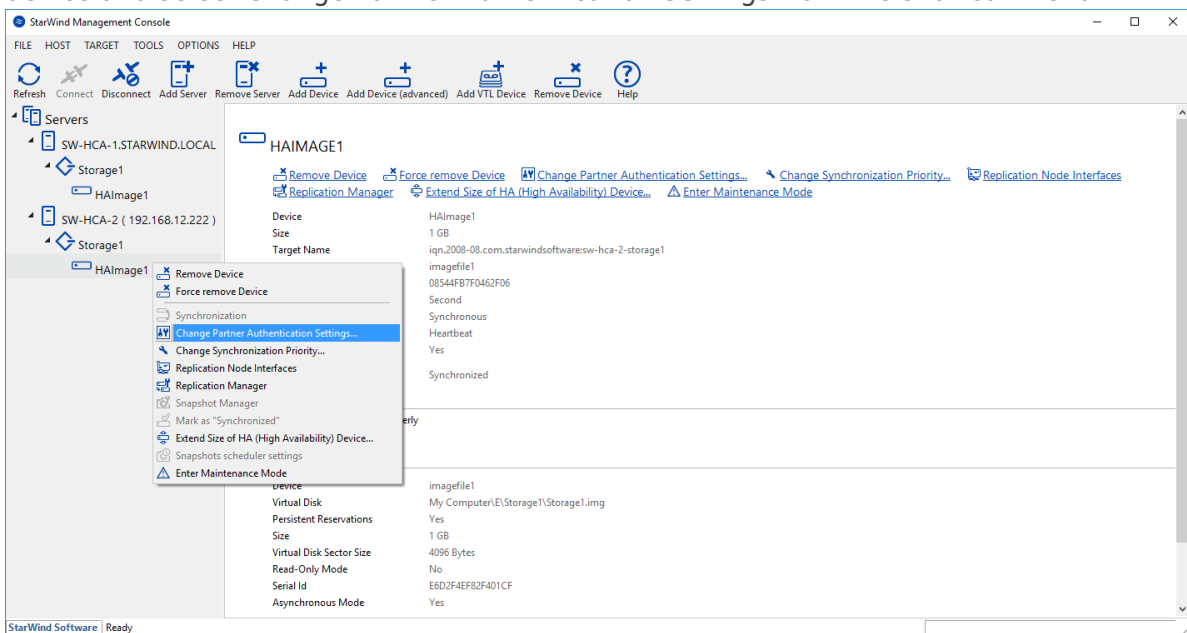 StarWind Management Console
FILE HOST TARGET TOOLS OPTIONS HELP
Refresh Connect Disconnect Add Server Remove Server Add Device Add Device (advanced) Add VTL Device Remove Device Help
Servers
SW-HCA-1.STARWIND.LOCAL
Storage1
HAImage1
SW-HCA-2 ( 192.168.12.222 )
Storage1
HAImage1
Remove Device
Force remove Device
Synchronization
Change Partner Authentication Settings...
Change Synchronization Priority...
Replication Node Interfaces
Replication Manager
Snapshot Manager
Mark as "Synchronized"
Extend Size of HA (High Availability) Device...
Snapshots scheduler settings
Enter Maintenance Mode
HAIMAGE1
Remove Device Force remove Device Change Partner Authentication Settings... Change Synchronization Priority... Replication Node Interfaces
Replication Manager Extend Size of HA (High Availability) Device... Enter Maintenance Mode
Device HAImage1
Size 1 GB
Target Name iqn.2008-08.com.starwindsoftware:sw-hca-2-storage1
imagefile1
08544FB7F0462F06
Second
Synchronous
Heartbeat
Yes
Synchronized
erly
Device imagefile1
Virtual Disk My Computer\E\Storage1\Storage1.img
Persistent Reservations Yes
Size 1 GB
Virtual Disk Sector Size 4096 Bytes
Read-Only Mode No
Serial Id E6D2F4EF82F401CF
Asynchronous Mode Yes
StarWind Software Ready